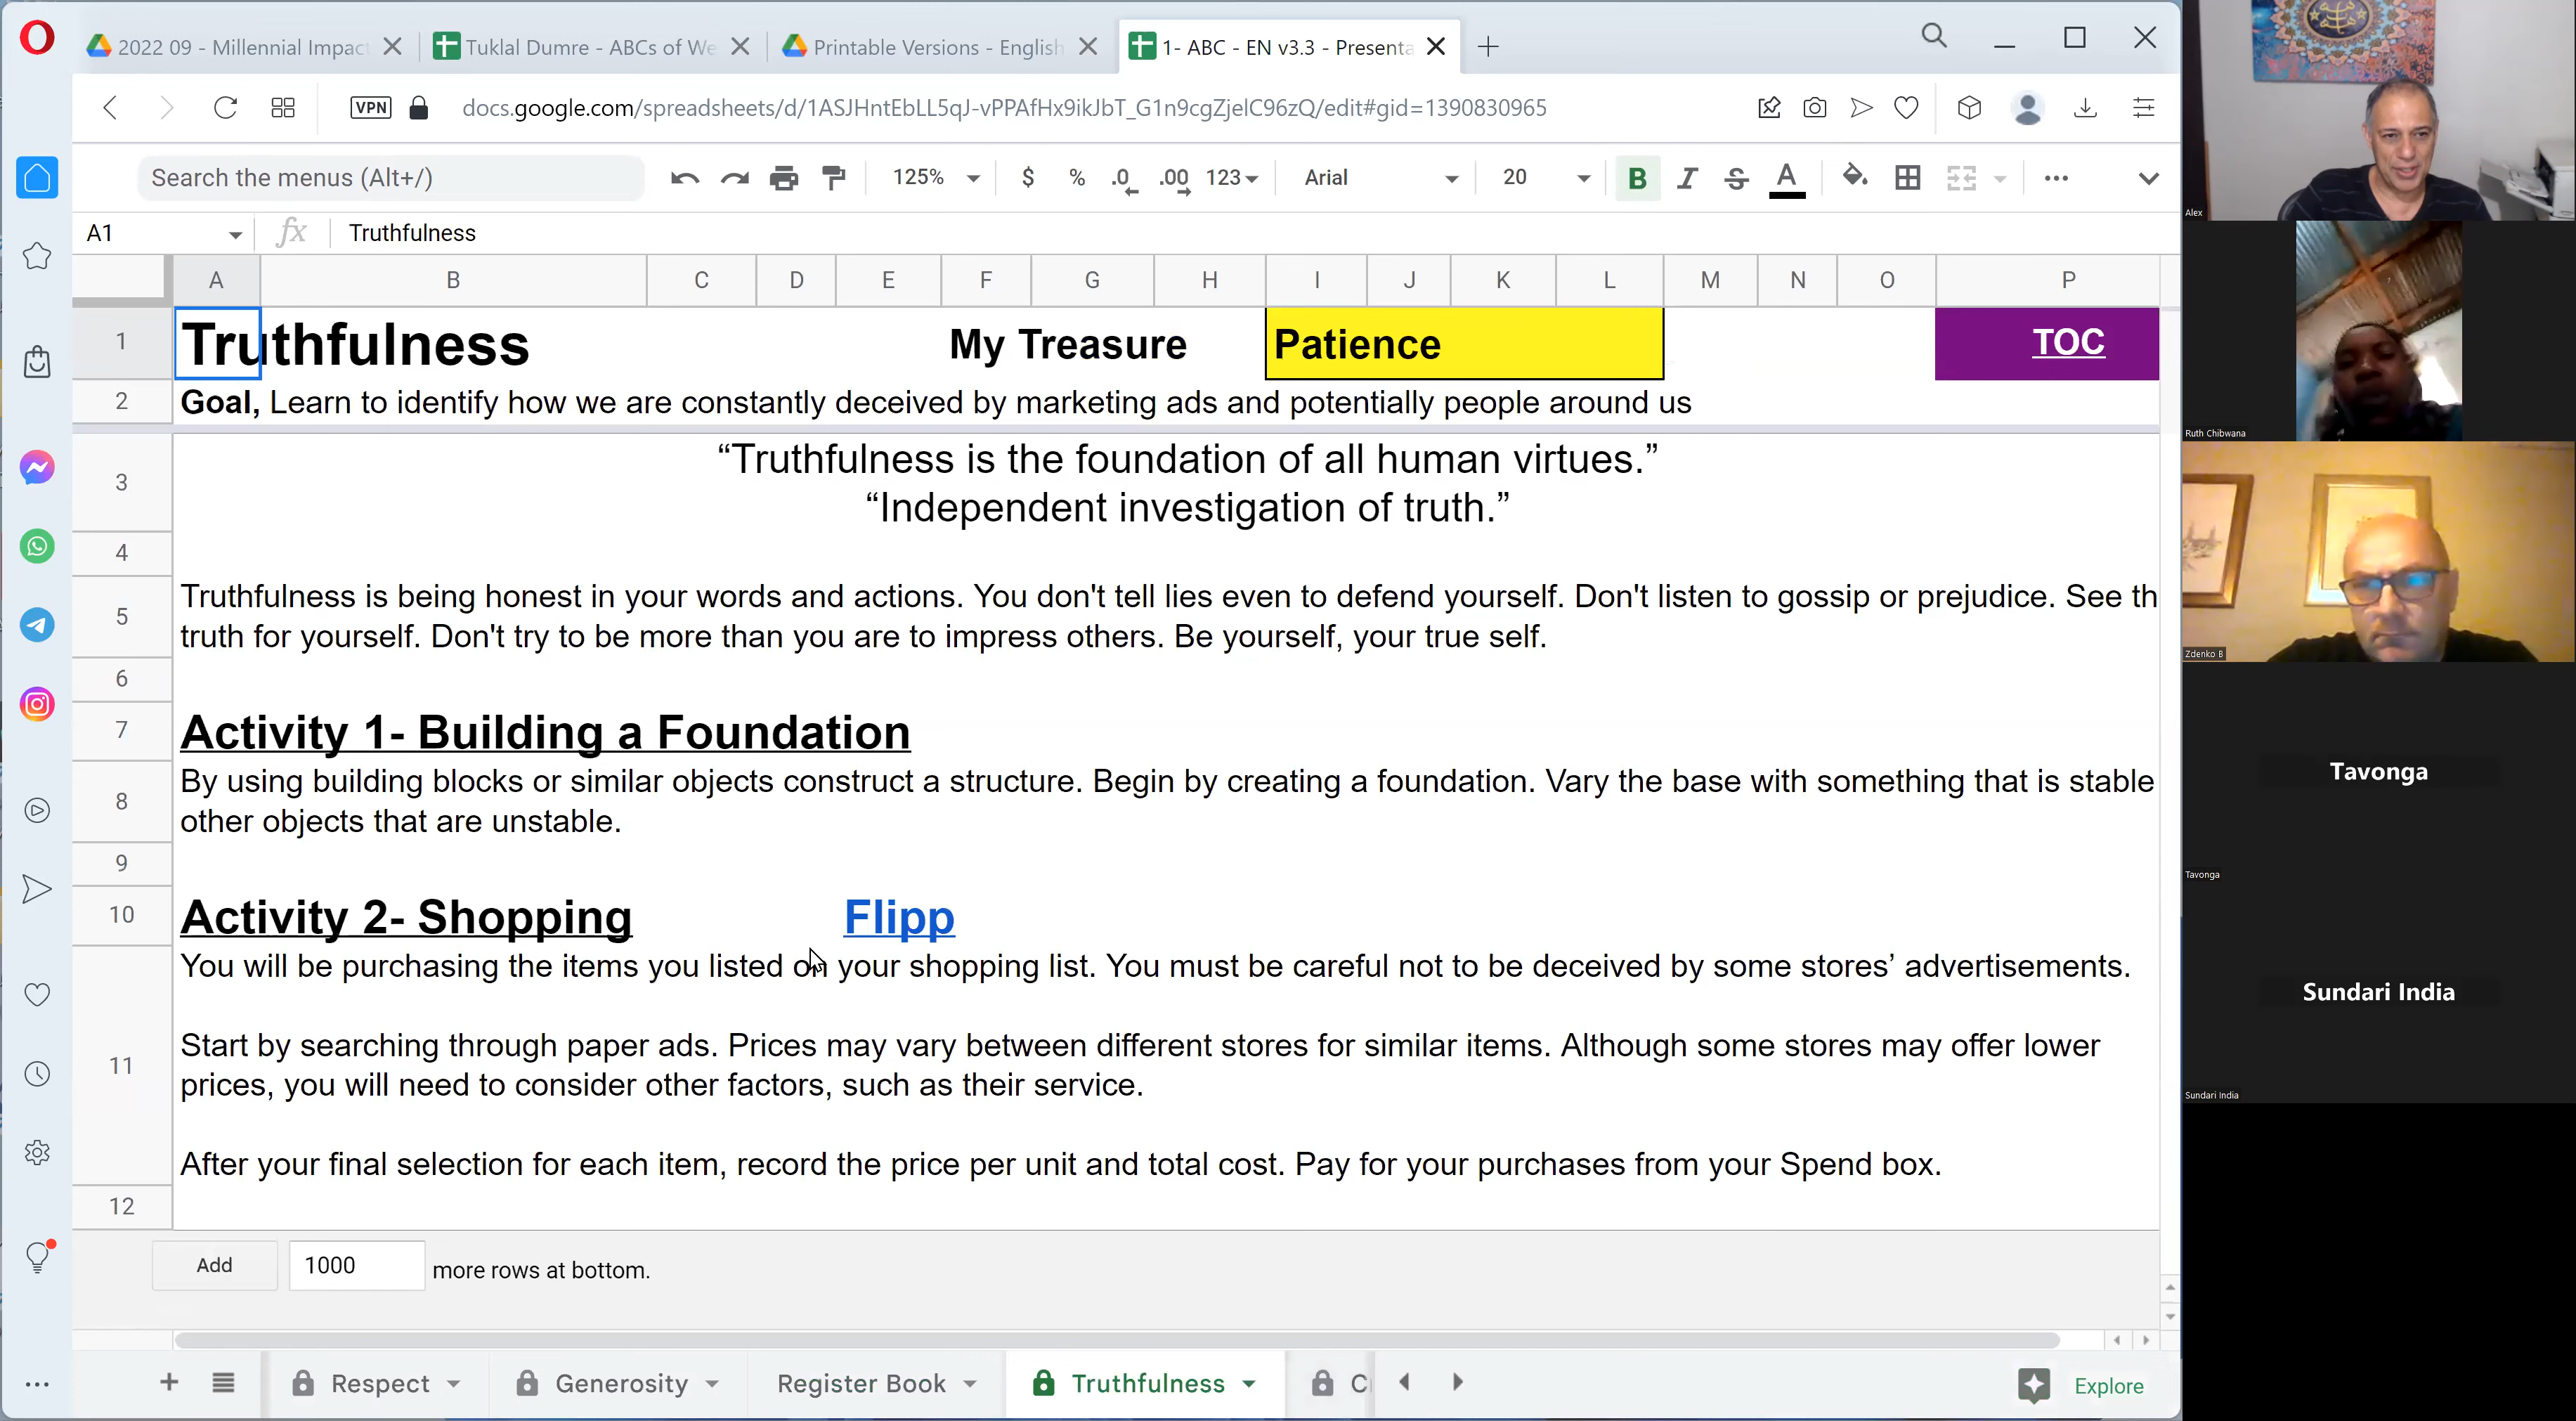 2022 09 - Millennial Impact
Tuklal Dumre - ABCs of We
Printable Versions - English
1- ABC - EN v3.3 - Presenta
VPN
docs.google.com/spreadsheets/d/1ASJHntEbLL5qJ-vPPAfHx9ikJbT_G1n9cgZjelC96zQ/edit#gid=1390830965
Search the menus (Alt+/)
125%
$
%
.0
.00
123
Arial
20
B
I
S
A
A1
fx
Truthfulness
A B C D E F G H I J K L M N O P
1
Truthfulness
My Treasure
Patience
TOC
2
Goal, Learn to identify how we are constantly deceived by marketing ads and potentially people around us
3
“Truthfulness is the foundation of all human virtues.”
“Independent investigation of truth.”
4
5
Truthfulness is being honest in your words and actions. You don't tell lies even to defend yourself. Don't listen to gossip or prejudice. See th
truth for yourself. Don't try to be more than you are to impress others. Be yourself, your true self.
6
7
Activity 1- Building a Foundation
8
By using building blocks or similar objects construct a structure. Begin by creating a foundation. Vary the base with something that is stable
other objects that are unstable.
9
10
Activity 2- Shopping
Flipp
You will be purchasing the items you listed on your shopping list. You must be careful not to be deceived by some stores’ advertisements.
11
Start by searching through paper ads. Prices may vary between different stores for similar items. Although some stores may offer lower
prices, you will need to consider other factors, such as their service.
After your final selection for each item, record the price per unit and total cost. Pay for your purchases from your Spend box.
12
Add
1000
more rows at bottom.
Respect
Generosity
Register Book
Truthfulness
Explore
Alex
Ruth Chibwana
Zdenko B
Tavonga
Tavonga
Sundari India
Sundari India